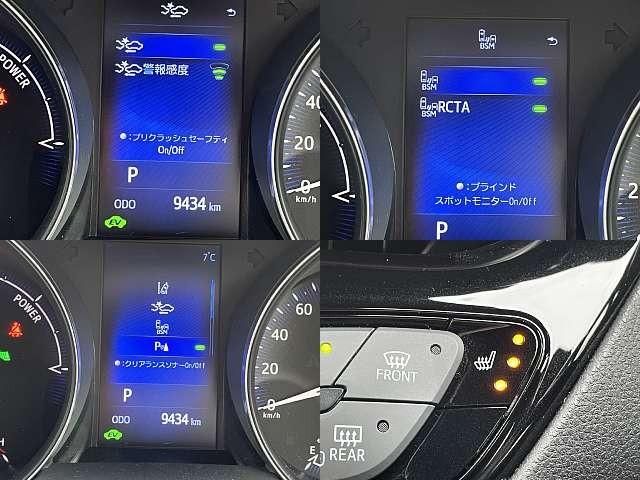 POWER
警報感度
●:プリクラッシュセーフティ
On/Off
P
ODO 9434 km
EV
40
20
0
km/h
BSM
BSM
BSM RCTA
●:ブラインド
スポットモニターOn/Off
P
2
POWER
7℃
BSM
P
●:クリアランスソナーOn/Off
P
ODO 9434 km
EV
H
60
40
20
0
km/h
E
FRONT
REAR